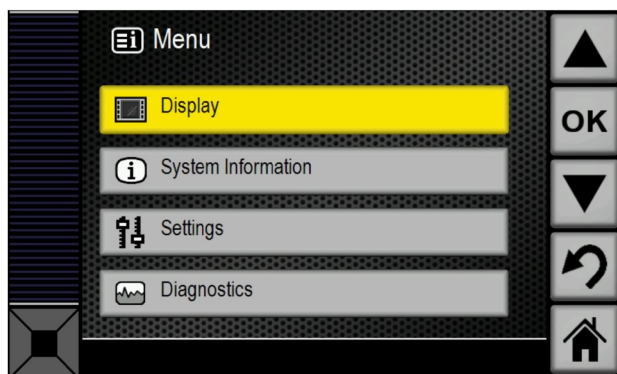 Menu
Display
OK
System Information
Settings
Diagnostics